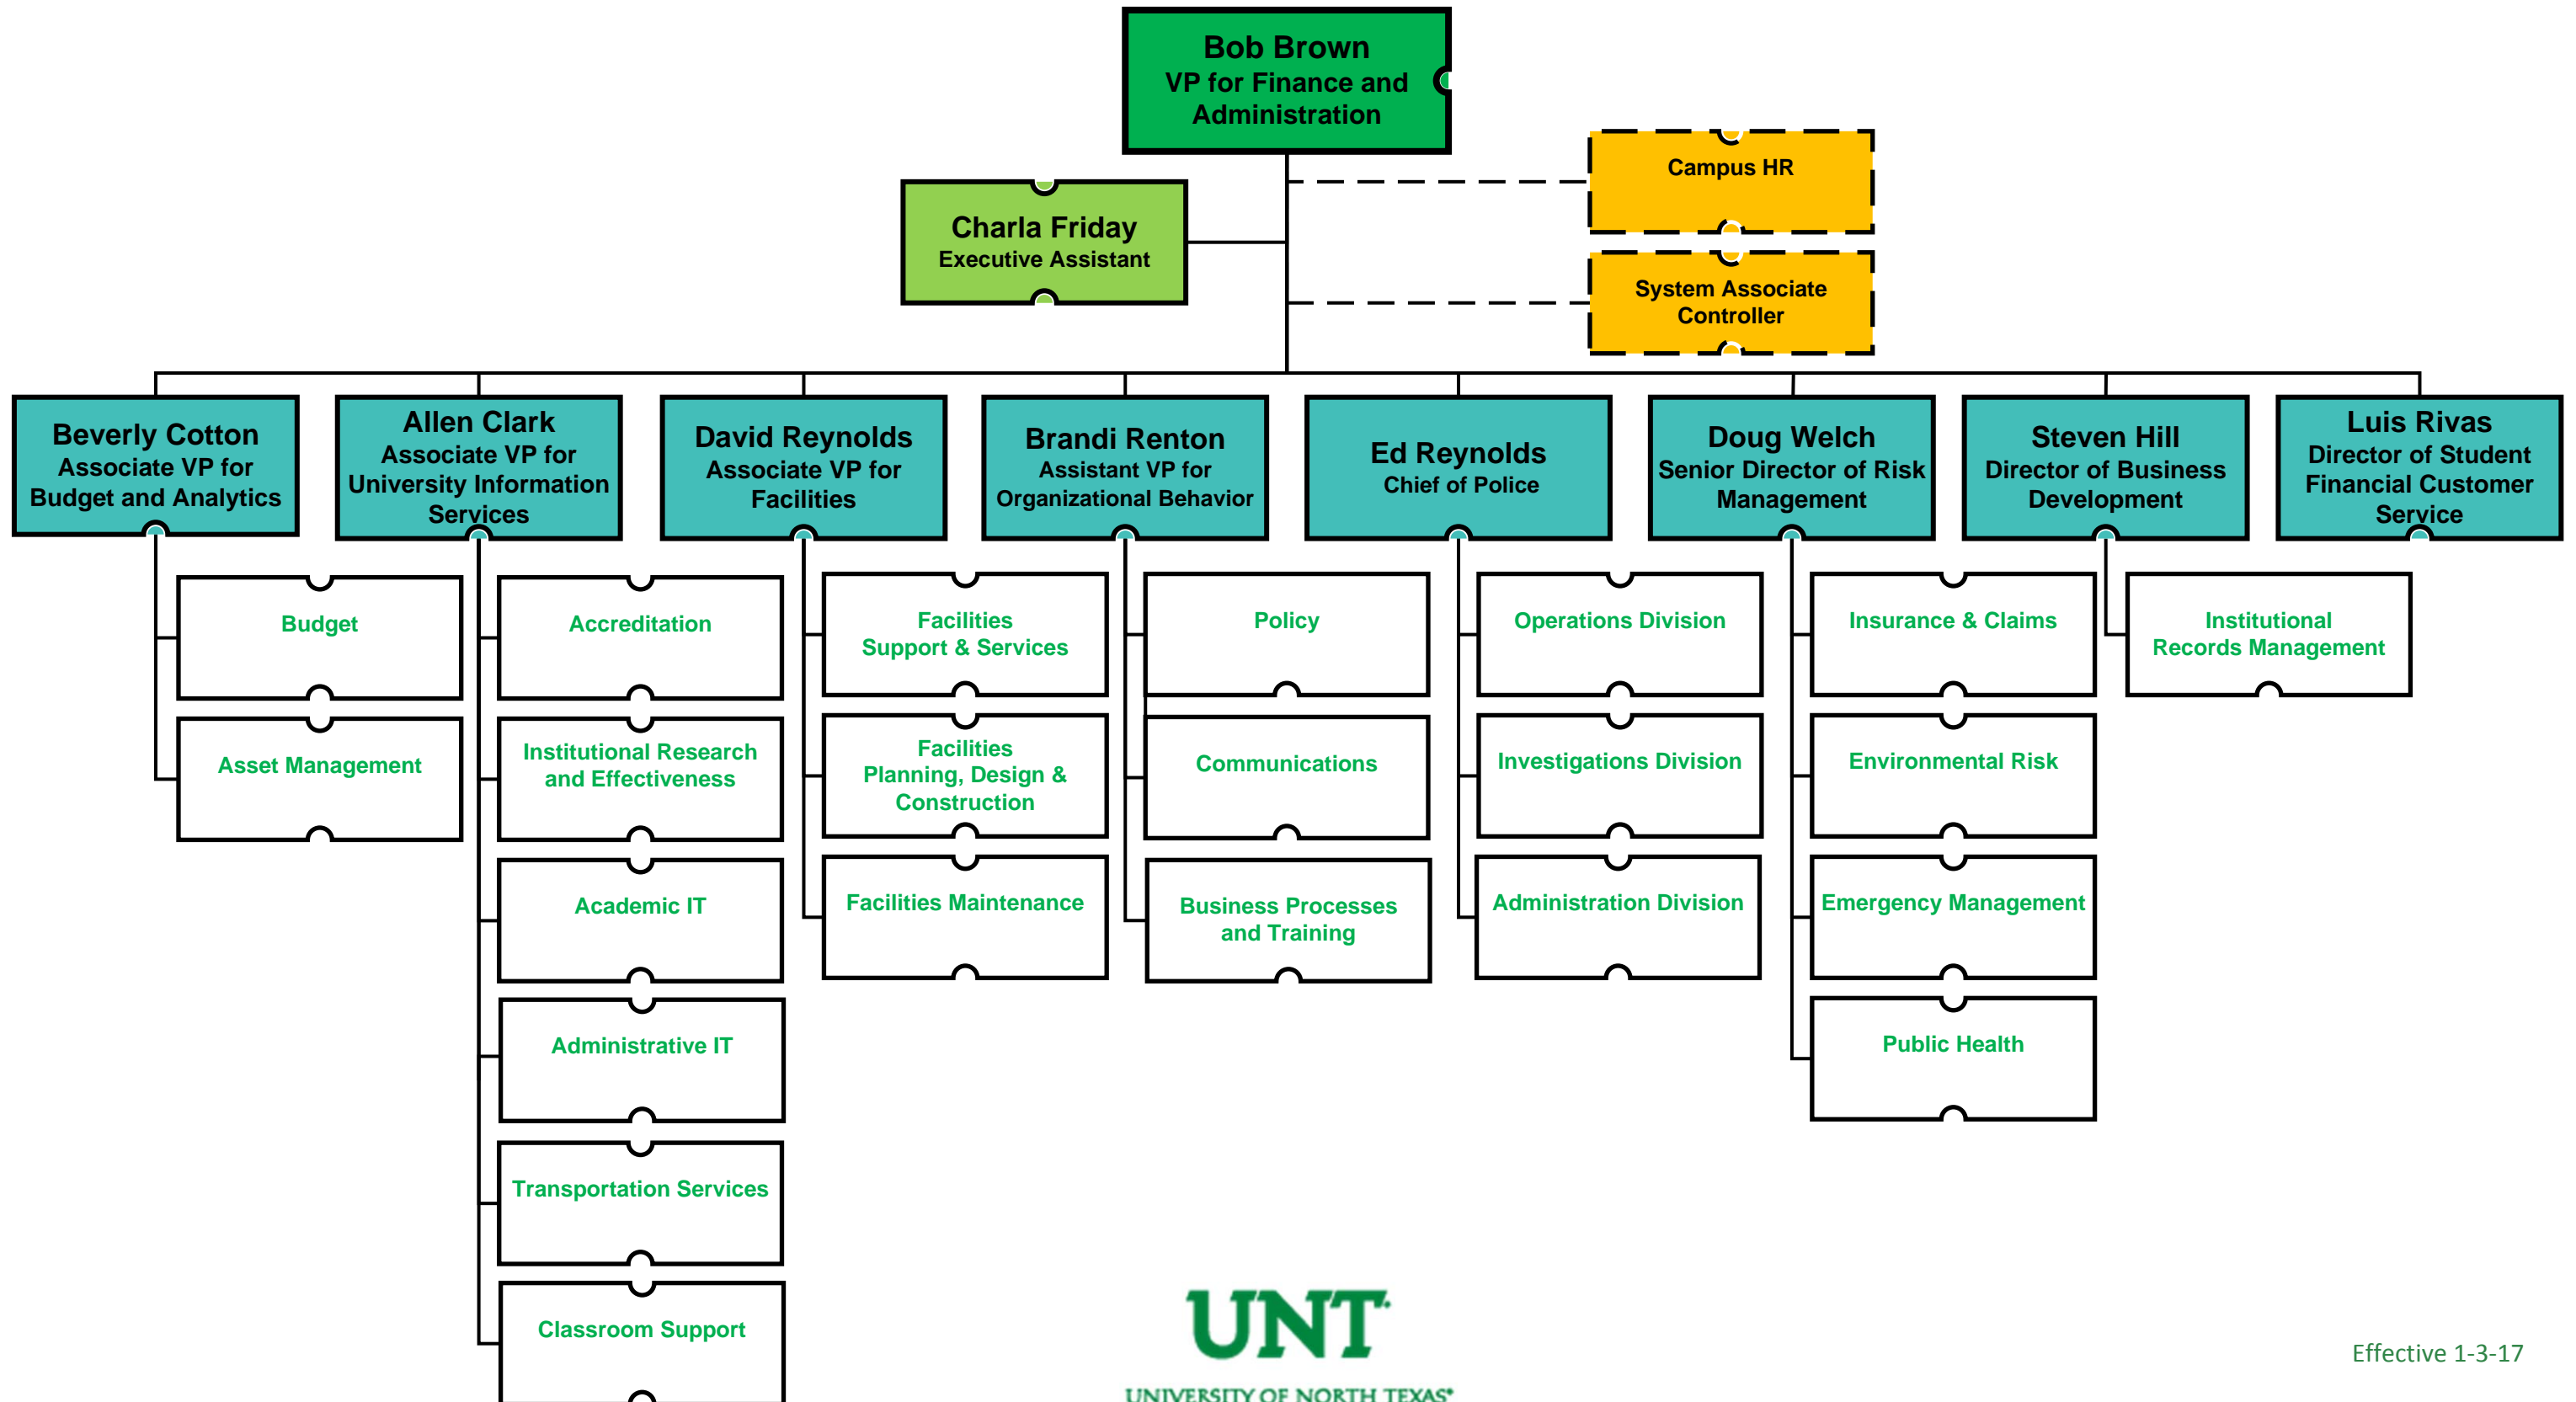 Bob Brown
VP for Finance and
Administration
Campus HR
Charla Friday
Executive Assistant
System Associate
Controller
Beverly Cotton
Associate VP for
Budget and Analytics
Allen Clark
Associate VP for
University Information
Services
David Reynolds
Associate VP for
Facilities
Brandi Renton
Assistant VP for
Organizational Behavior
Ed Reynolds
Chief of Police
Doug Welch
Senior Director of Risk
Management
Steven Hill
Director of Business
Development
Luis Rivas
Director of Student
Financial Customer
Service
Budget
Asset Management
Accreditation
Institutional Research
and Effectiveness
Academic IT
Administrative IT
Transportation Services
Classroom Support
Facilities
Support & Services
Facilities
Planning, Design &
Construction
Facilities Maintenance
Policy
Communications
Business Processes
and Training
Operations Division
Investigations Division
Administration Division
Insurance & Claims
Environmental Risk
Emergency Management
Public Health
Institutional
Records Management
UNT
UNIVERSITY OF NORTH TEXAS
Effective 1-3-17